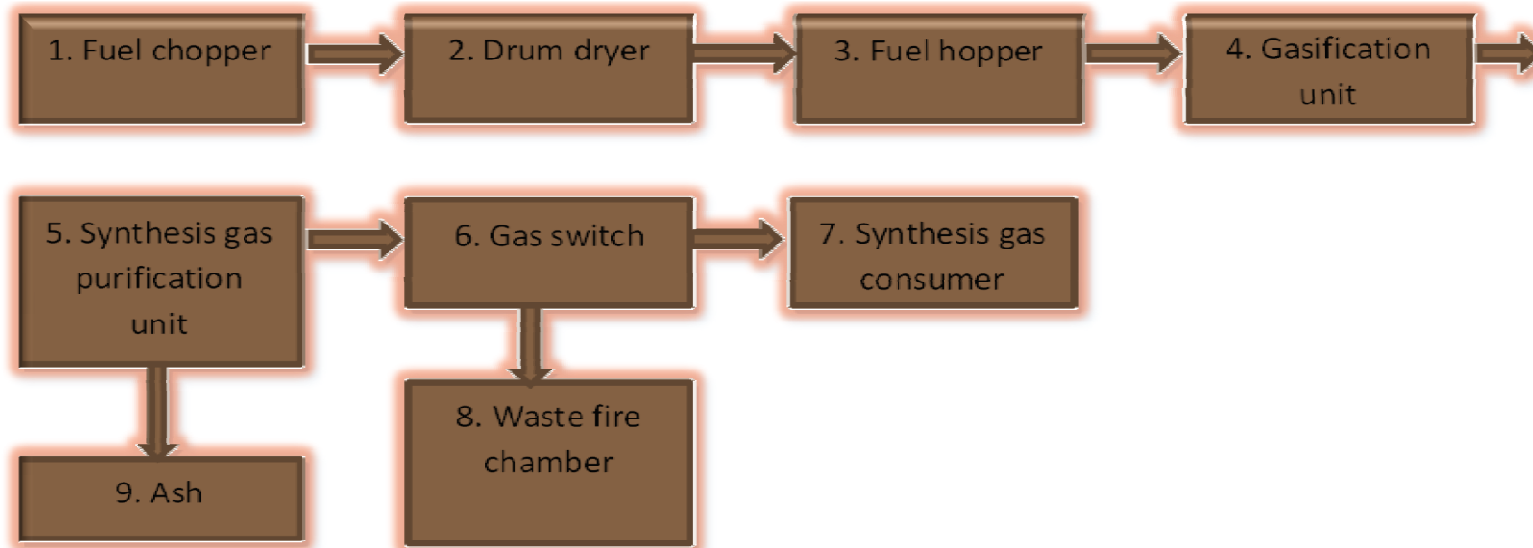 1. Fuel chopper
2. Drum dryer
3. Fuel hopper
4. Gasification
unit
5. Synthesis gas
purification
unit
6. Gas switch
7. Synthesis gas
consumer
8. Waste fire
chamber
9. Ash